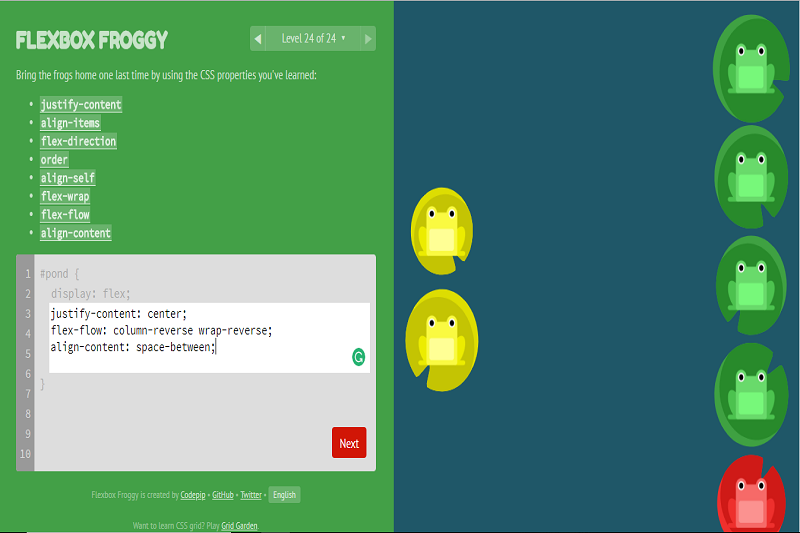 FLEXBOX FROGGY
Level 24 of 24
Bring the frogs home one last time by using the CSS properties you've learned:
• justify-content
• align-items
• flex-direction
• order
• align-self
• flex-wrap
• flex-flow
• align-content
1 #pond {
2 display: flex;
3 justify-content: center;
4 flex-flow: column-reverse wrap-reverse;
5 align-content: space-between;
6
7 }
8
9
10
Next
Flexbox Froggy is created by Codepip • GitHub • Twitter • English
Want to learn CSS grid? Play Grid Garden.